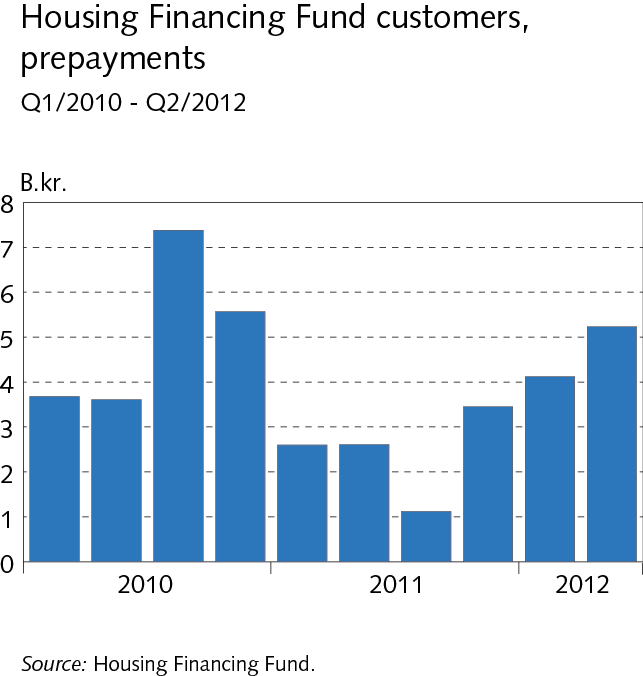 Housing Financing Fund customers,
prepayments
Q1/2010 - Q2/2012
B.kr.
8
7
6
5
4
3
2
1
0
2010 2011 2012
Source: Housing Financing Fund.